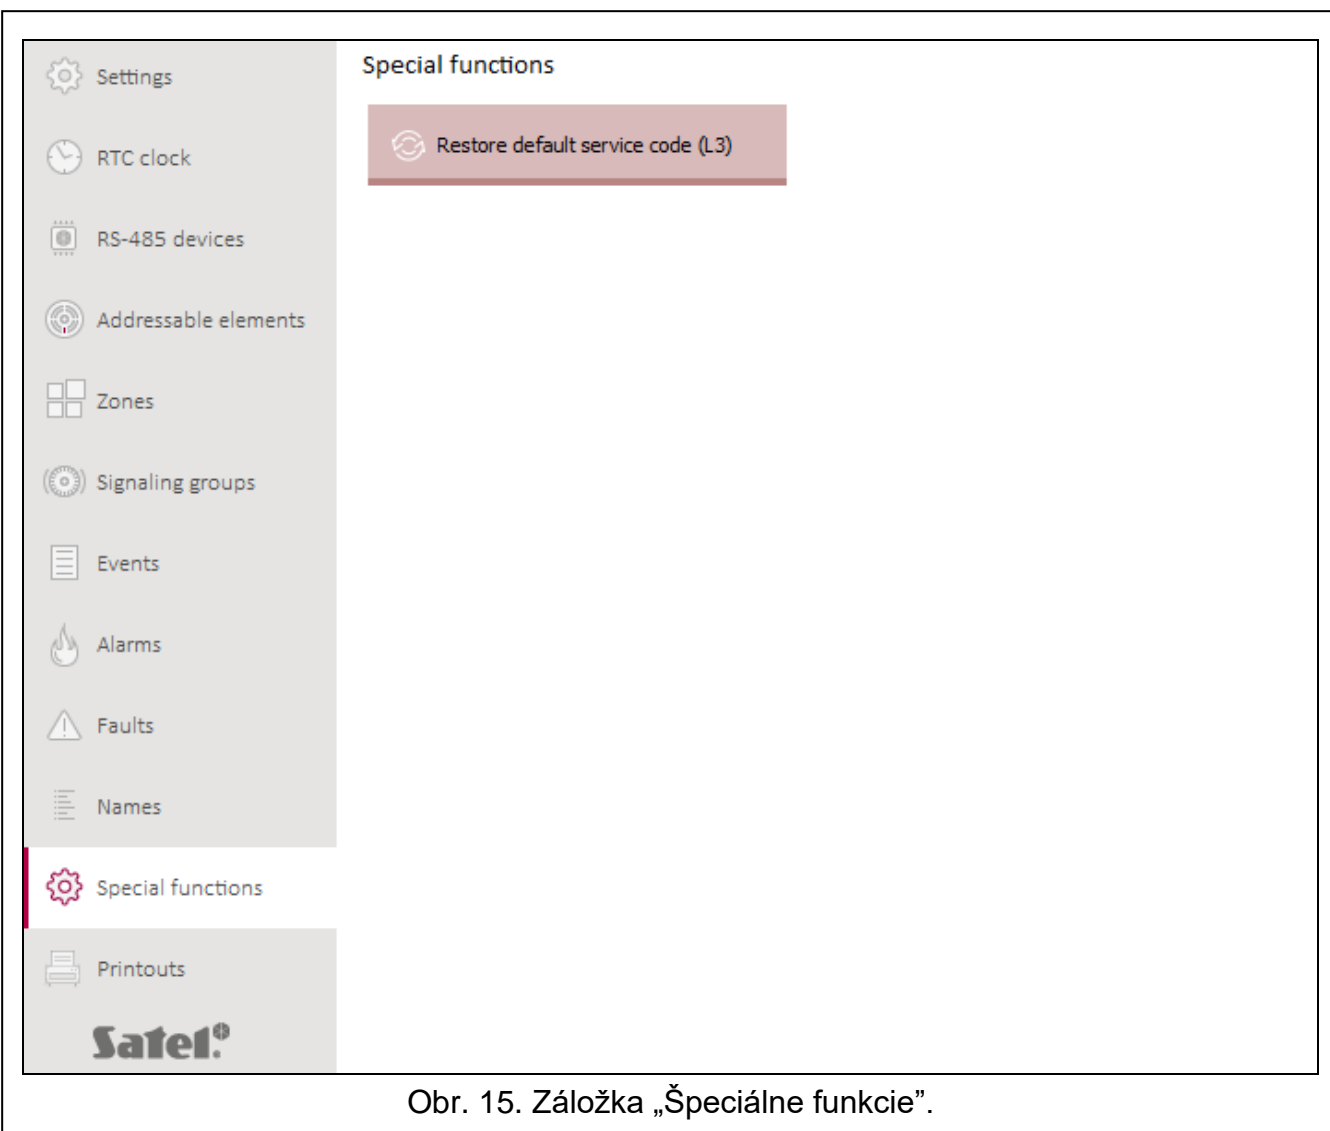 Settings
RTC clock
RS-485 devices
Addressable elements
Zones
Signaling groups
Events
Alarms
Faults
Names
Special functions
Printouts
Satel.®
Special functions
Restore default service code (L3)
Obr. 15. Záložka „Špeciálne funkcie”.